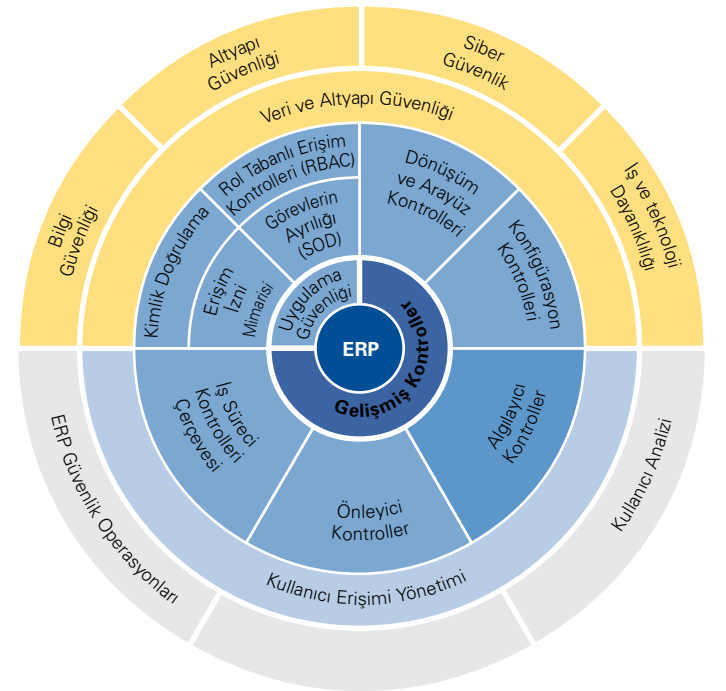 Altyapı
Güvenliği
Siber
Güvenlik
Bilgi
Güvenliği
İş ve teknoloji
Dayanıklılığı
Veri ve Altyapı Güvenliği
Rol Tabanlı Erişim
Kontrolleri (RBAC)
Görevlerin
Ayrılığı
(SOD)
Dönüşüm
ve Arayüz
Kontrolleri
Konfigürasyon
Kontrolleri
Kimlik Doğrulama
Erişim
İzni
Mimarisi
Uygulama
Güvenliği
ERP
Gelişmiş Kontroller
İş Süreci
Kontrolleri
Çerçevesi
Önleyici
Kontroller
Algılayıcı
Kontroller
Kullanıcı Erişimi Yönetimi
ERP Güvenlik Operasyonları
Kullanıcı Analizi